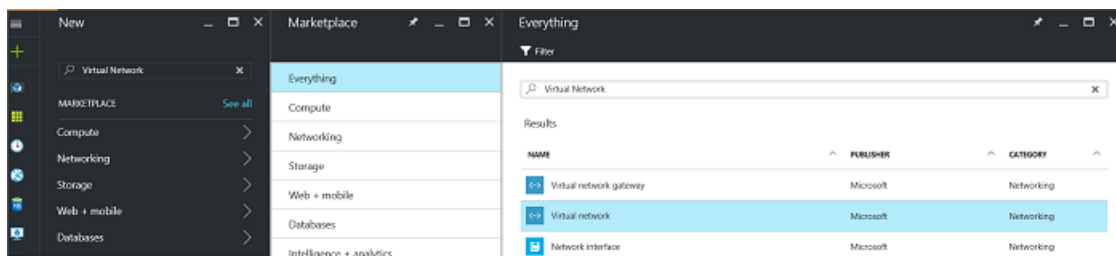 New
Virtual Network
MARKETPLACE See all
Compute
Networking
Storage
Web + mobile
Databases
Marketplace
Everything
Compute
Networking
Storage
Web + mobile
Databases
Intelligence + analytics
Everything
Filter
Virtual Network
Results
NAME PUBLISHER CATEGORY
Virtual network gateway Microsoft Networking
Virtual network Microsoft Networking
Network interface Microsoft Networking